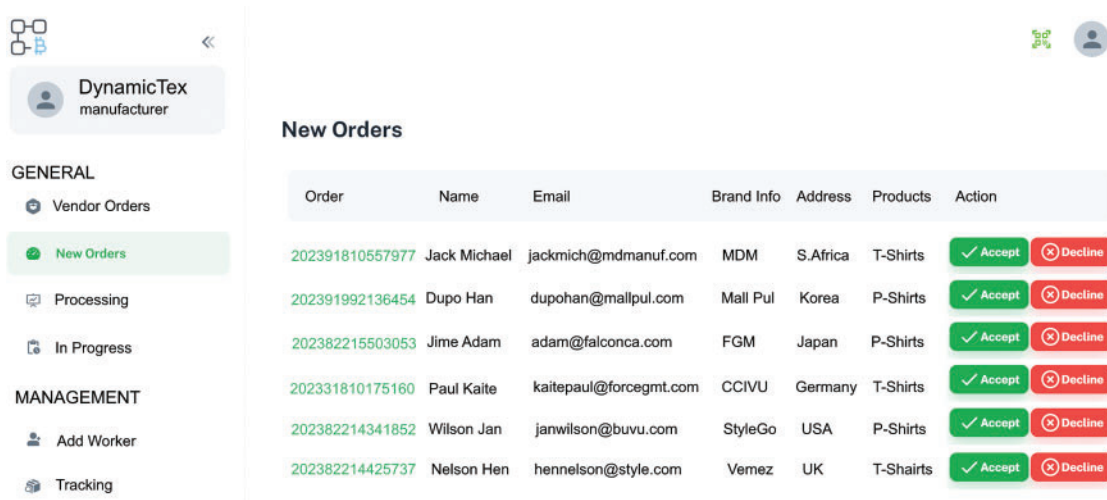 DynamicTex
manufacturer
GENERAL
Vendor Orders
New Orders
Processing
In Progress
MANAGEMENT
Add Worker
Tracking
New Orders
Order Name Email Brand Info Address Products Action
202391810557977 Jack Michael jackmich@mdmanuf.com MDM S.Africa T-Shirts Accept Decline
202391992136454 Dupo Han dupohan@mallpul.com Mall Pul Korea P-Shirts Accept Decline
202382215503053 Jime Adam adam@falconca.com FGM Japan P-Shirts Accept Decline
202331810175160 Paul Kaite kaitepaul@forcegmt.com CCIVU Germany T-Shirts Accept Decline
202382214341852 Wilson Jan janwilson@buvu.com StyleGo USA P-Shirts Accept Decline
202382214425737 Nelson Hen hennelson@style.com Vemez UK T-Shairts Accept Decline